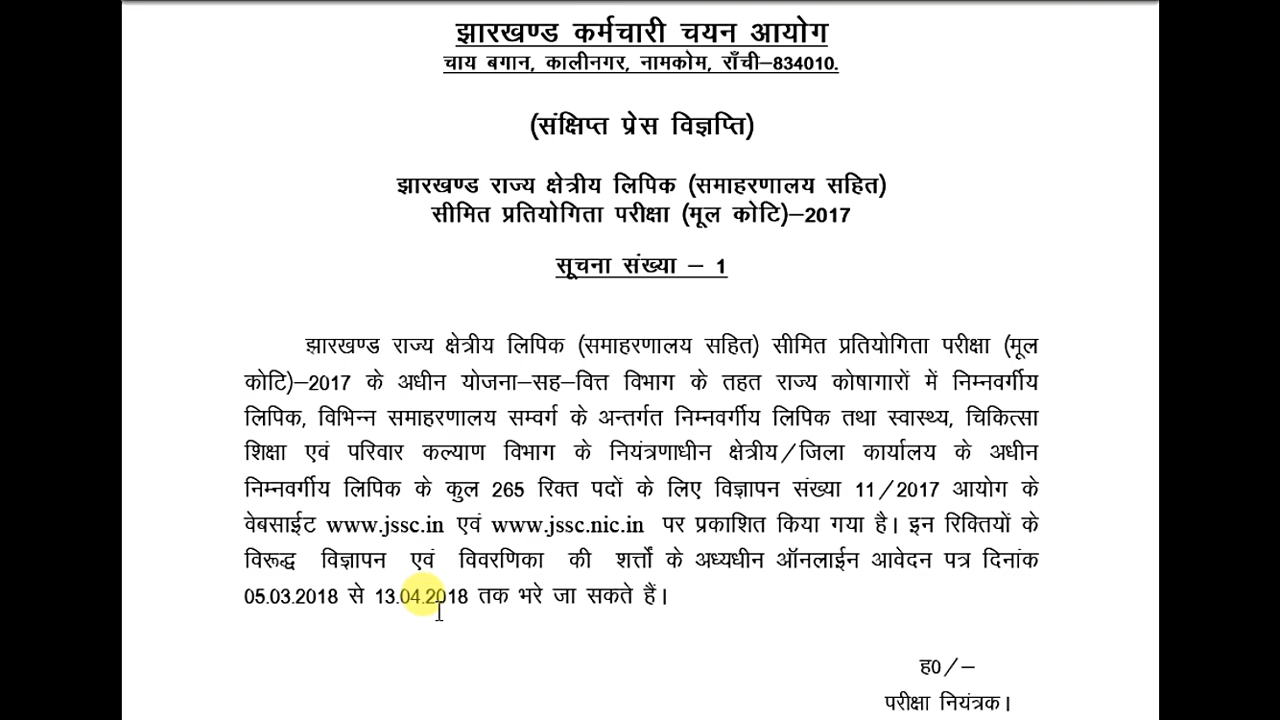 झारखण्ड कर्मचारी चयन आयोग
चाय बगान, कालीनगर, नामकोम, राँची–834010.
(संक्षिप्त प्रेस विज्ञप्ति)
झारखण्ड राज्य क्षेत्रीय लिपिक (समाहरणालय सहित)
सीमित प्रतियोगिता परीक्षा (मूल कोटि)–2017
सूचना संख्या – 1
झारखण्ड राज्य क्षेत्रीय लिपिक (समाहरणालय सहित) सीमित प्रतियोगिता परीक्षा (मूल
कोटि)–2017 के अधीन योजना–सह–वित्त विभाग के तहत राज्य कोषागारों में निम्नवर्गीय
लिपिक, विभिन्न समाहरणालय सम्वर्ग के अन्तर्गत निम्नवर्गीय लिपिक तथा स्वास्थ्य, चिकित्सा
शिक्षा एवं परिवार कल्याण विभाग के नियंत्रणाधीन क्षेत्रीय/जिला कार्यालय के अधीन
निम्नवर्गीय लिपिक के कुल 265 रिक्त पदों के लिए विज्ञापन संख्या 11/2017 आयोग के
वेबसाईट www.jssc.in एवं www.jssc.nic.in पर प्रकाशित किया गया है। इन रिक्तियों के
विरूद्ध विज्ञापन एवं विवरणिका की शर्त्तों के अध्यधीन ऑनलाईन आवेदन पत्र दिनांक
05.03.2018 से 13.04.2018 तक भरे जा सकते हैं।
ह0/–
परीक्षा नियंत्रक।